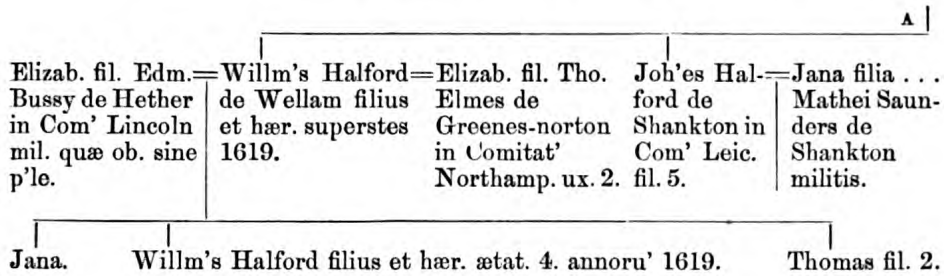 A
Elizab. fil. Edm.=
Bussy de Hether
in Com' Lincoln
mil. quæ ob. sine
p'le.
Willm's Halford=
de Wellam filius
et hær. superstes
1619.
Elizab. fil. Tho.
Elmes de
Greenes-norton
in Comitat'
Northamp. ux. 2.
Joh'es Hal-=
ford de
Shankton in
Com' Leic.
fil. 5.
Jana filia . . .
Mathei Saun-
ders de
Shankton
militis.
Jana.
Willm's Halford filius et hær. ætat. 4. annoru' 1619.
Thomas fil. 2.